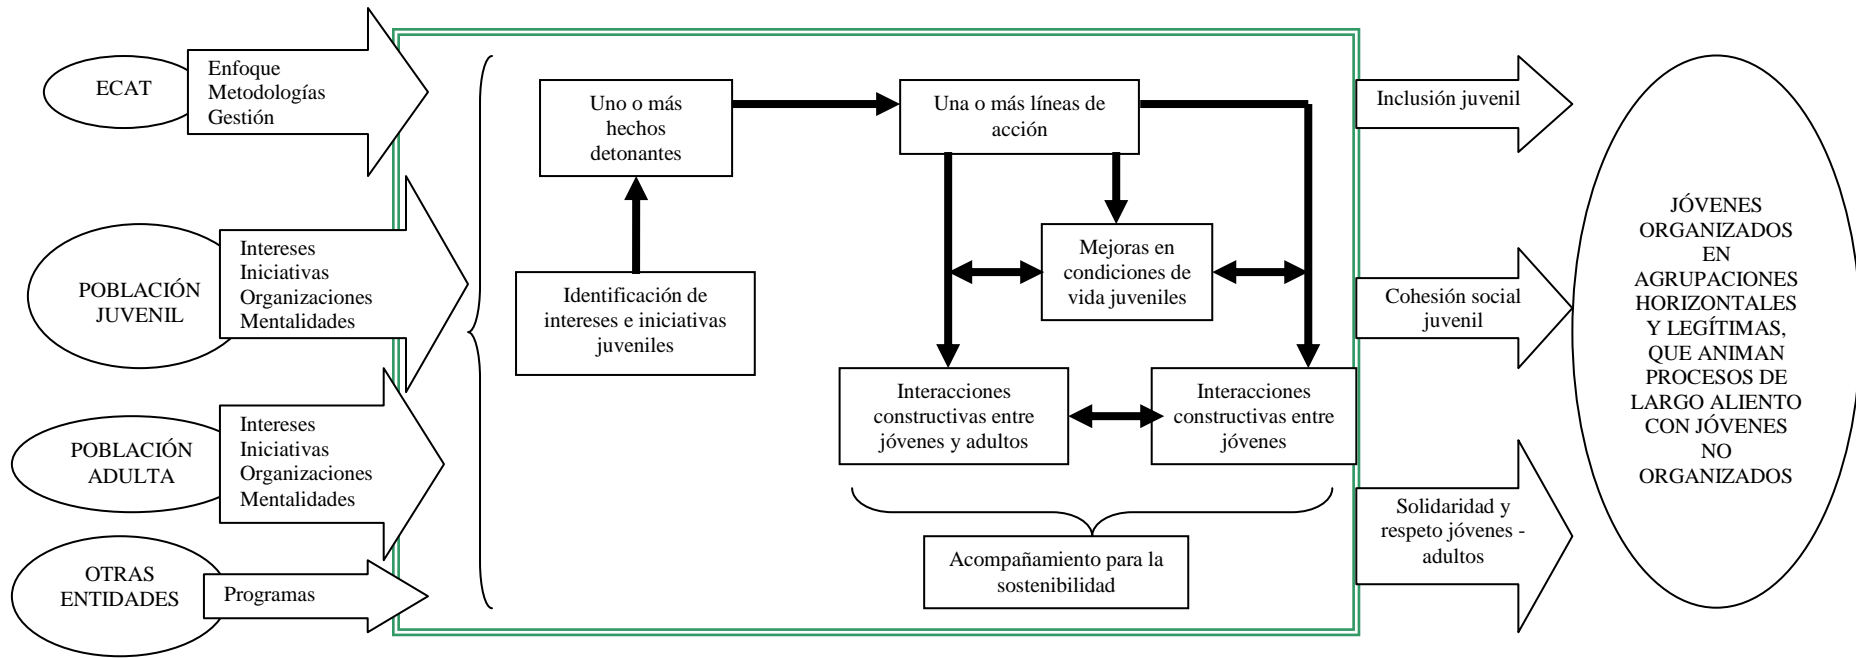 ECAT
Enfoque
Metodologías
Gestión
POBLACIÓN
JUVENIL
Intereses
Iniciativas
Organizaciones
Mentalidades
POBLACIÓN
ADULTA
Intereses
Iniciativas
Organizaciones
Mentalidades
OTRAS
ENTIDADES
Programas
Uno o más
hechos
detonantes
Identificación de
intereses e iniciativas
juveniles
Una o más líneas de
acción
Mejoras en
condiciones de
vida juveniles
Interacciones
constructivas entre
jóvenes y adultos
Interacciones
constructivas entre
jóvenes
Acompañamiento para la
sostenibilidad
Inclusión juvenil
Cohesión social
juvenil
Solidaridad y
respeto jóvenes -
adultos
JÓVENES
ORGANIZADOS
EN
AGRUPACIONES
HORIZONTALES
Y LEGÍTIMAS,
QUE ANIMAN
PROCESOS DE
LARGO ALIENTO
CON JÓVENES
NO
ORGANIZADOS